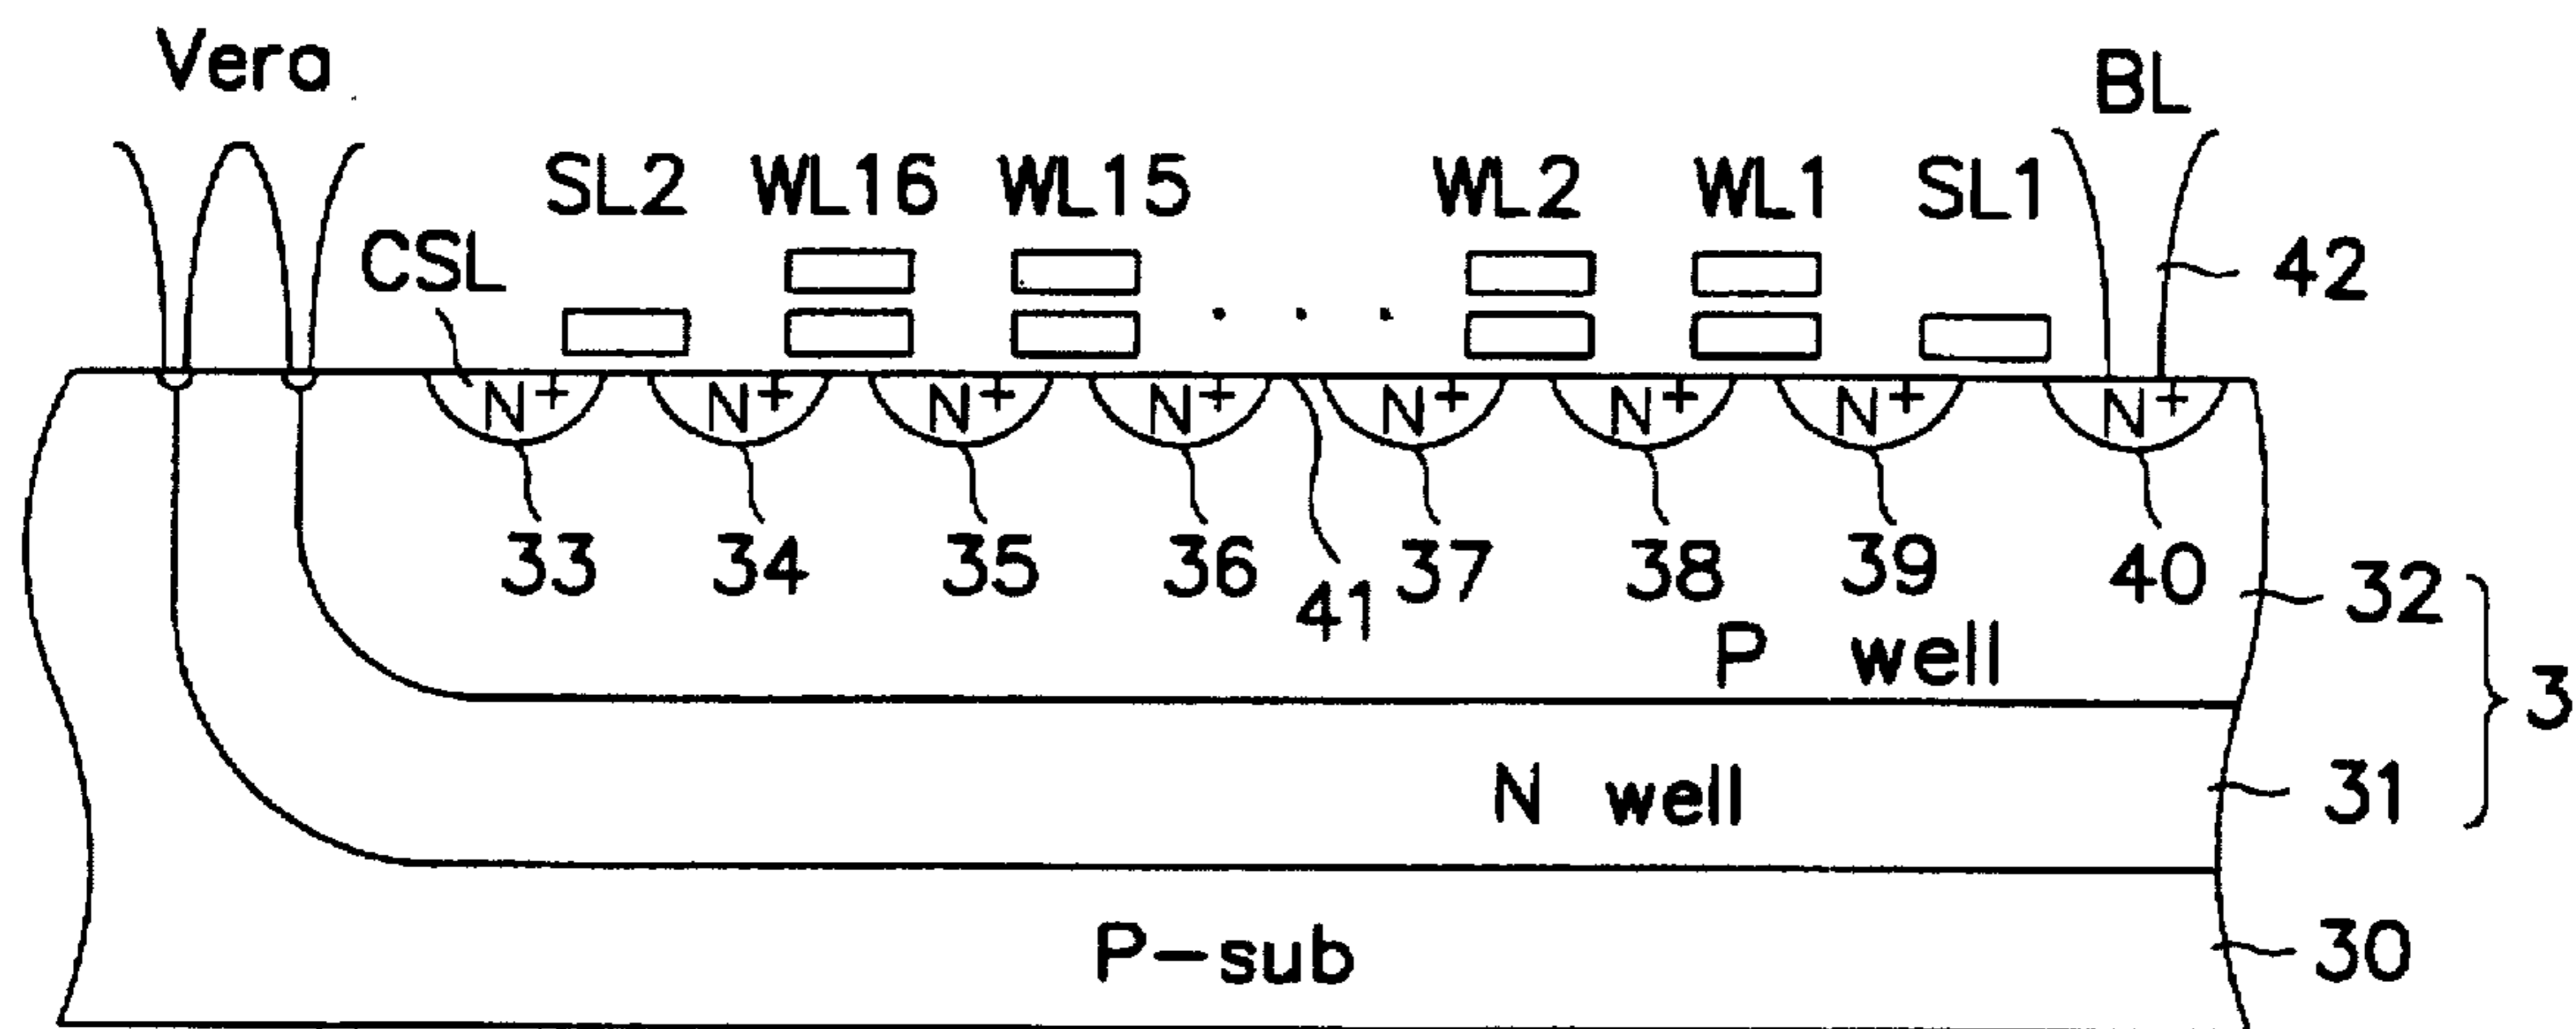 Vera
BL
SL2 WL16 WL15 WL2 WL1 SL1
CSL
42
N+ N+ N+ N+ N+ N+ N+ N+
33 34 35 36 41 37 38 39 40 32
P well
3
N well
31
P-sub
30